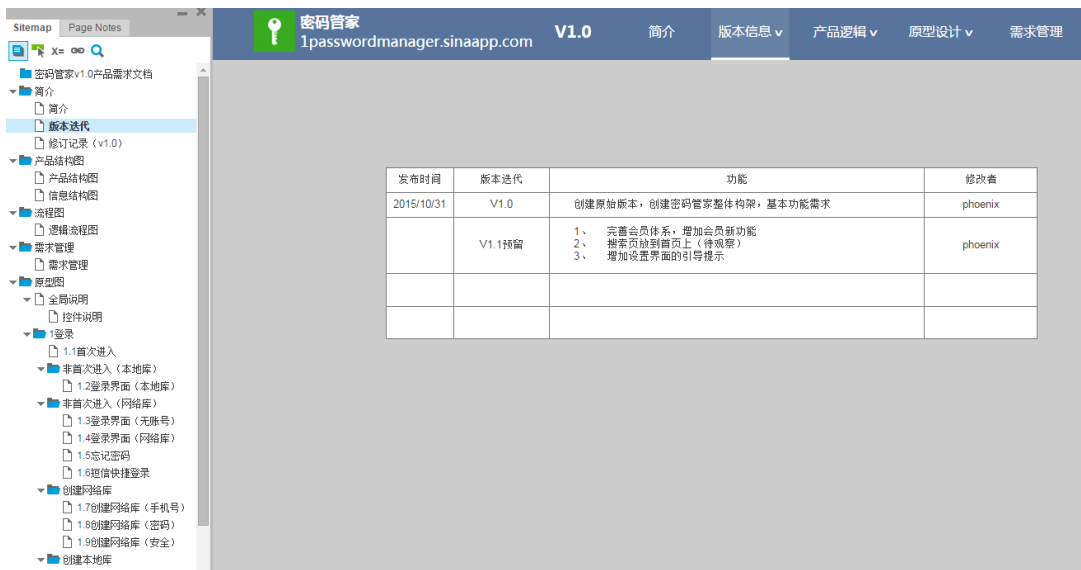 Sitemap Page Notes
X=
密码管家v1.0产品需求文档
简介
简介
版本迭代
修订记录（v1.0）
产品结构图
产品结构图
信息结构图
流程图
逻辑流程图
需求管理
需求管理
原型图
全局说明
控件说明
1登录
1.1首次进入
非首次进入（本地库）
1.2登录界面（本地库）
非首次进入（网络库）
1.3登录界面（无账号）
1.4登录界面（网络库）
1.5忘记密码
1.6短信快捷登录
创建网络库
1.7创建网络库（手机号）
1.8创建网络库（密码）
1.9创建网络库（安全）
创建本地库
密码管家
1passwordmanager.sinaapp.com
V1.0 简介 版本信息 产品逻辑 原型设计 需求管理
发布时间 版本迭代 功能 修改者
2015/10/31 V1.0 创建原始版本，创建密码管家整体构架，基本功能需求 phoenix
V1.1预留
1、 完善会员体系，增加会员新功能
2、 搜索页放到首页上（待观察）
3、 增加设置界面的引导提示
phoenix